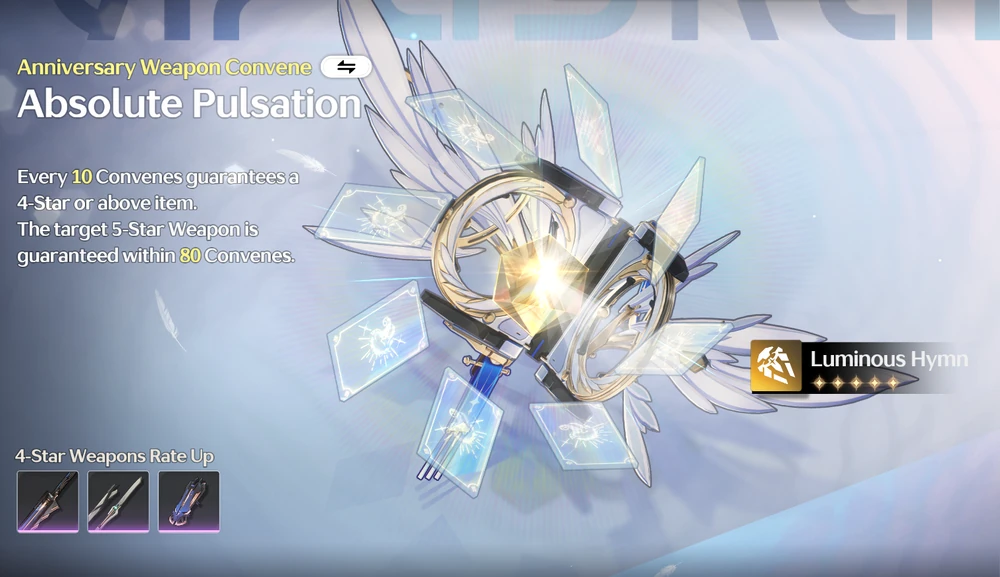 Anniversary Weapon Convene
Absolute Pulsation
Every 10 Convenes guarantees a
4-Star or above item.
The target 5-Star Weapon is
guaranteed within 80 Convenes.
Luminous Hymn
4-Star Weapons Rate Up